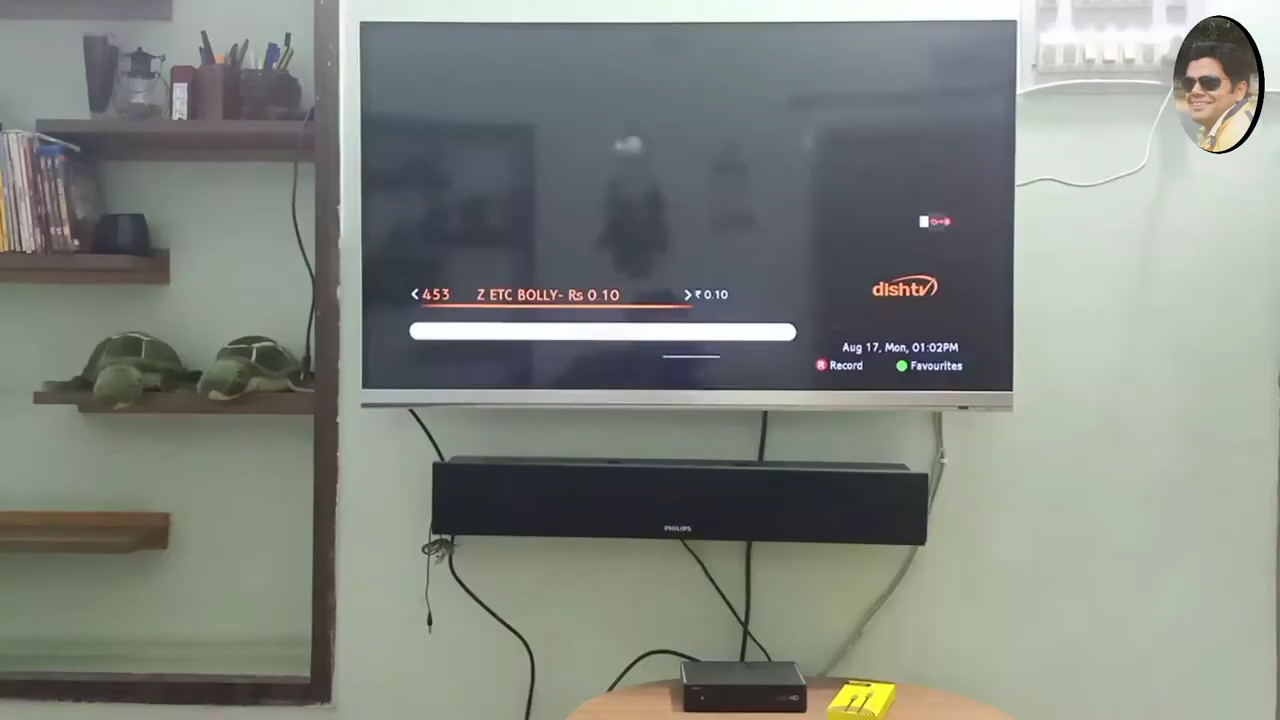 453 Z ETC BOLLY- Rs 0.10 ₹ 0.10
dishtv
Aug 17, Mon, 01:02PM
R Record Favourites
PHILIPS